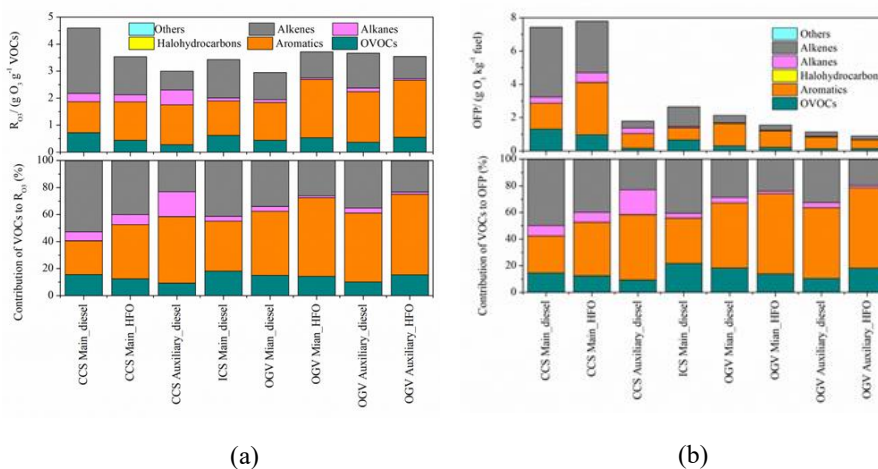 R_O3/ (g O3 g-1 VOCs)
5
4
3
2
1
0
Others
Alkenes
Alkanes
Halohydrocarbons
Aromatics
OVOCs
Contribution of VOCs to R_O3 (%)
100
80
60
40
20
0
CCS Main_diesel
CCS Main_HFO
CCS Auxiliary_diesel
ICS Main_diesel
OGV Mian_diesel
OGV Mian_HFO
OGV Auxiliary_diesel
OGV Auxiliary_HFO
(a)
OFP/ (g O3 kg-1 fuel)
8
6
4
2
0
Others
Alkenes
Alkanes
Halohydrocarbon
Aromatics
OVOCs
Contribution of VOCs to OFP (%)
100
80
60
40
20
0
CCS Main_diesel
CCS Main_HFO
CCS Auxiliary_diesel
ICS Main_diesel
OGV Mian_diesel
OGV Mian_HFO
OGV Auxiliary_diesel
OGV Auxiliary_HFO
(b)